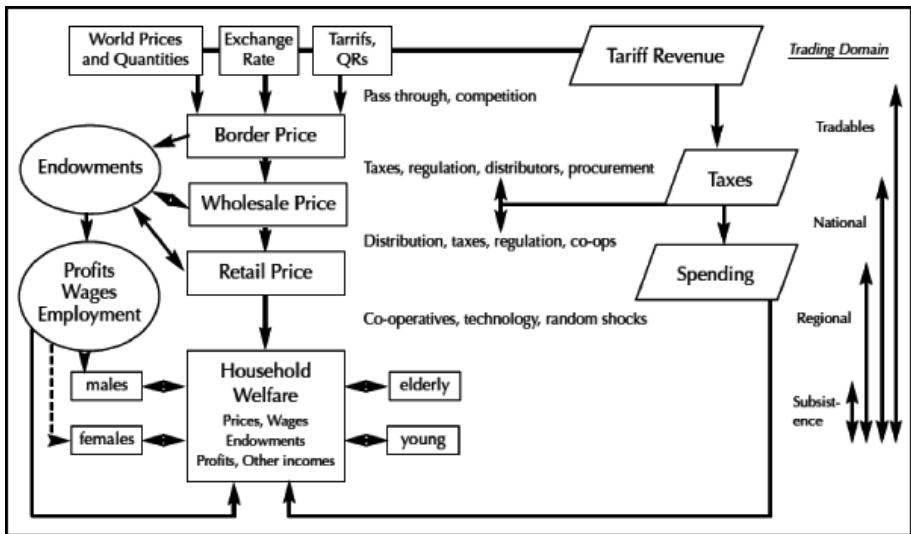 World Prices
and Quantities
Exchange
Rate
Tarrifs,
QRs
Tariff Revenue
Trading Domain
Pass through, competition
Tradables
Border Price
Endowments
Taxes, regulation, distributors, procurement
Taxes
Wholesale Price
National
Distribution, taxes, regulation, co-ops
Profits
Wages
Employment
Retail Price
Spending
Co-operatives, technology, random shocks
Regional
Household
Welfare
Prices, Wages
Endowments
Profits, Other incomes
males
elderly
females
young
Subsist-
ence